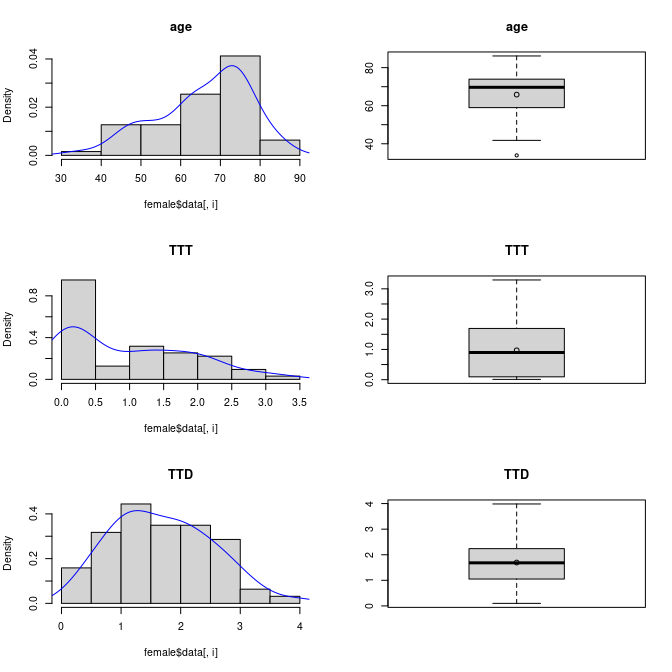 age
Density
0.00 0.02 0.04
30 40 50 60 70 80 90
female$data[, i]
age
40 60 80
TTT
Density
0.0 0.4 0.8
0.0 0.5 1.0 1.5 2.0 2.5 3.0 3.5
female$data[, i]
TTT
0.0 1.0 2.0 3.0
TTD
Density
0.0 0.2 0.4
0 1 2 3 4
female$data[, i]
TTD
0 1 2 3 4